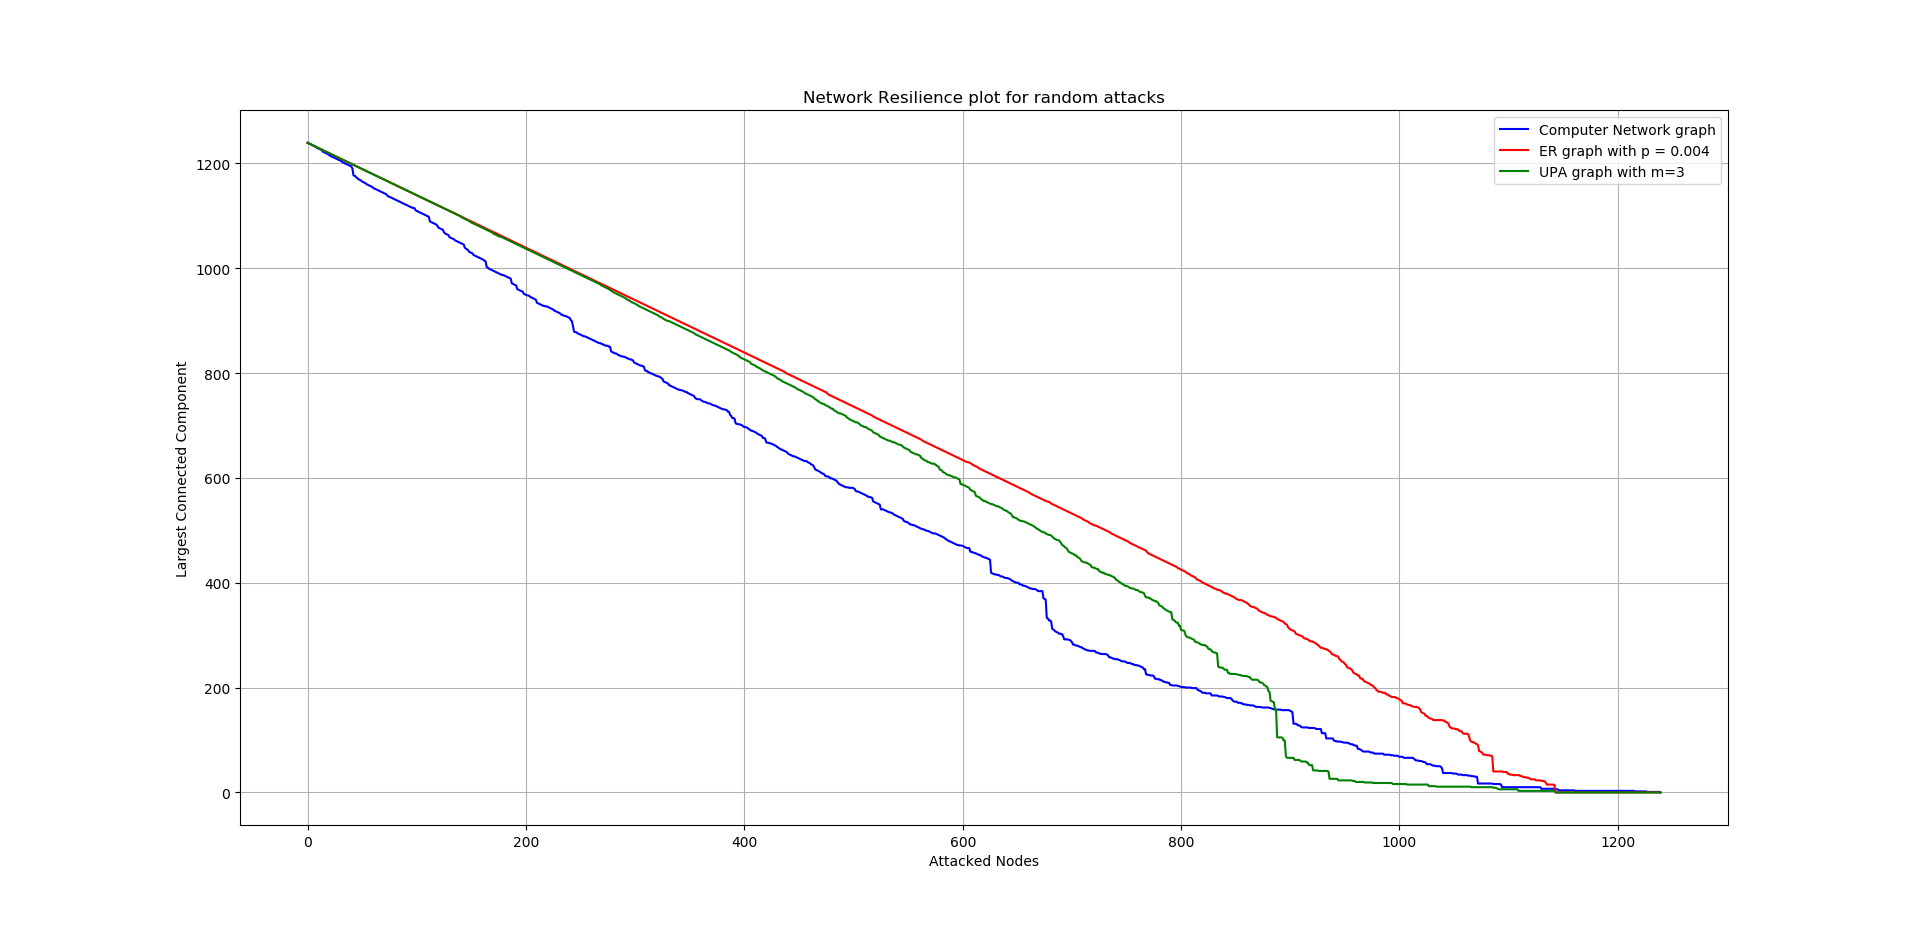 Network Resilience plot for random attacks
Computer Network graph
ER graph with p = 0.004
UPA graph with m=3
Largest Connected Component
1200
1000
800
600
400
200
0
0 200 400 600 800 1000 1200
Attacked Nodes